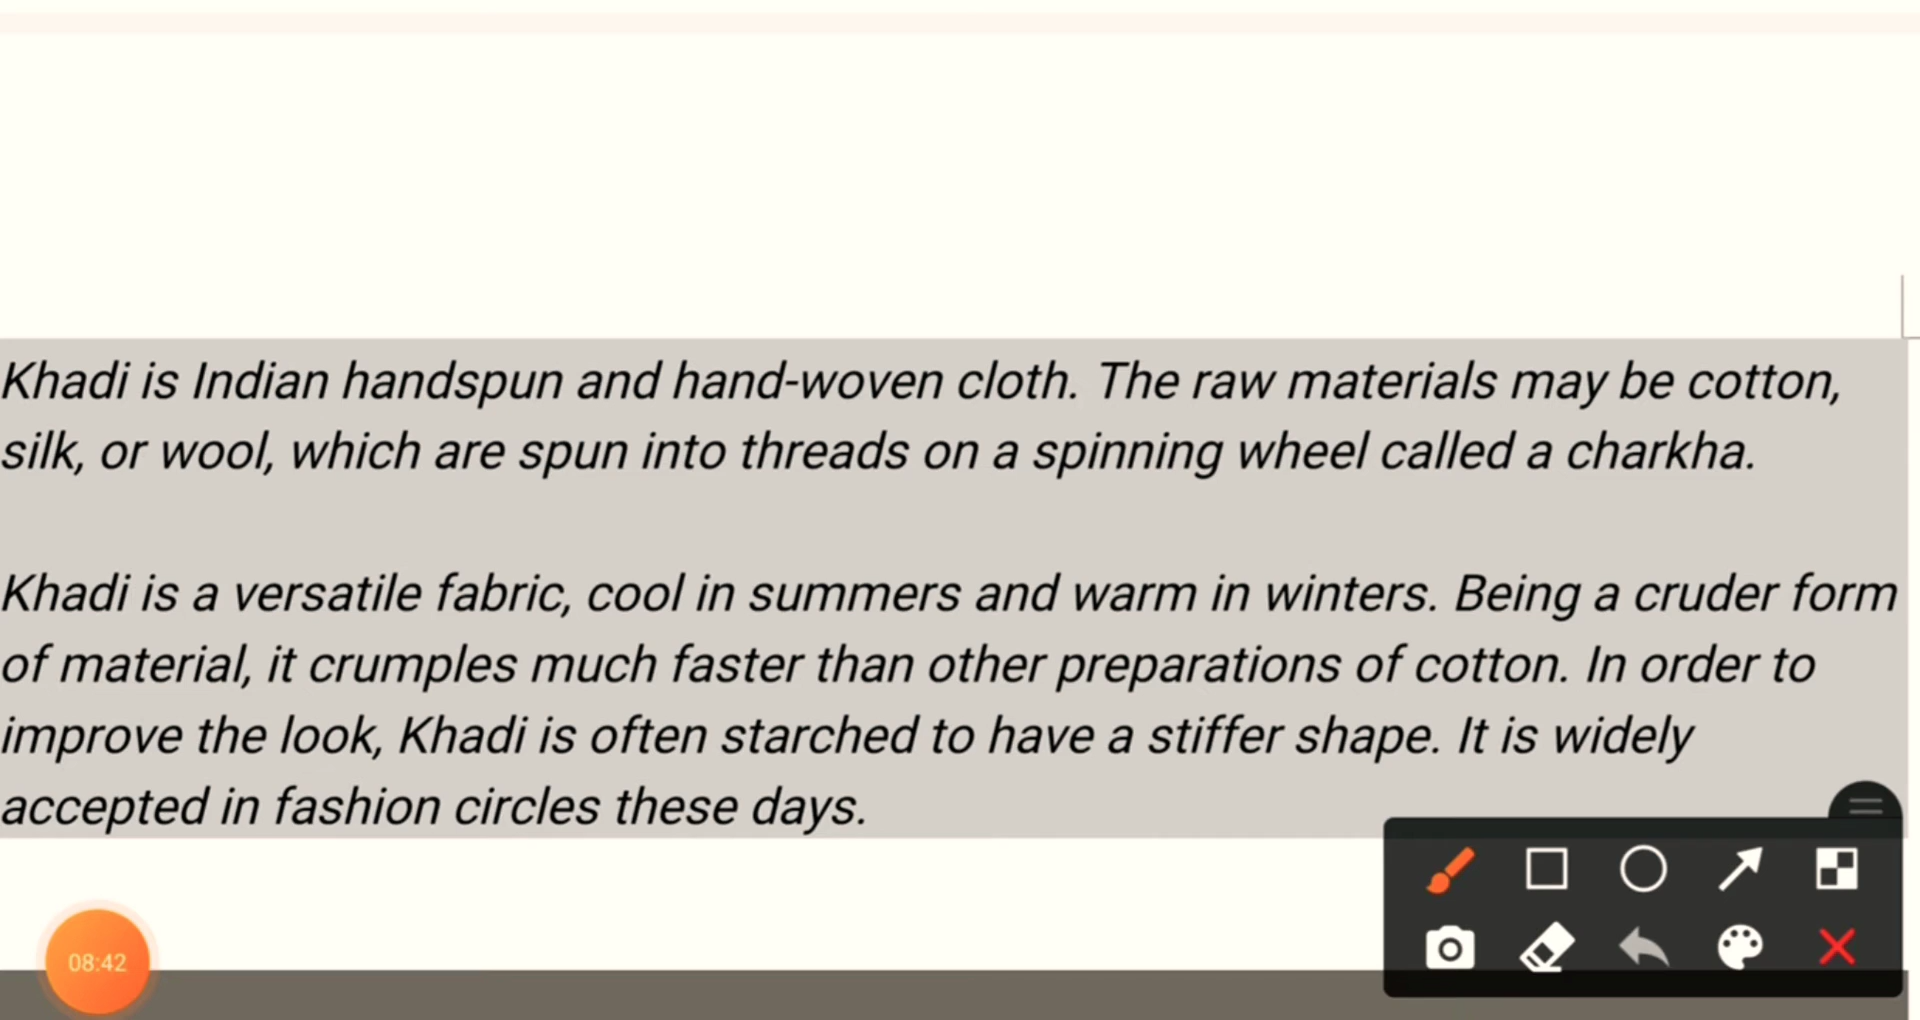 Khadi is Indian handspun and hand-woven cloth. The raw materials may be cotton,
silk, or wool, which are spun into threads on a spinning wheel called a charkha.
Khadi is a versatile fabric, cool in summers and warm in winters. Being a cruder form
of material, it crumples much faster than other preparations of cotton. In order to
improve the look, Khadi is often starched to have a stiffer shape. It is widely
accepted in fashion circles these days.
08:42